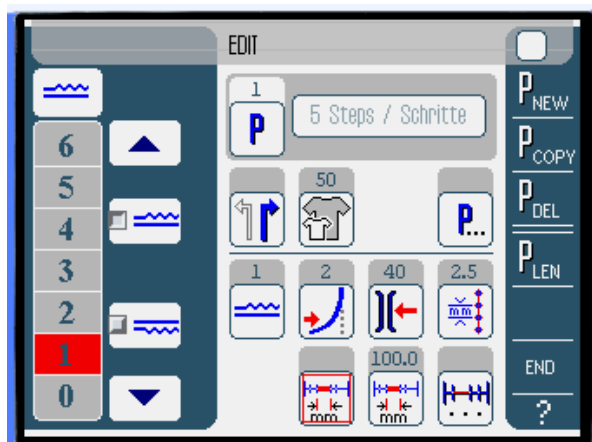 EDIT
P NEW
1
P
5 Steps / Schritte
P COPY
6
5
4
3
2
1
0
50
P...
P DEL
P LEN
1
2
40
2.5
mm
100.0
mm
mm
...
END
?